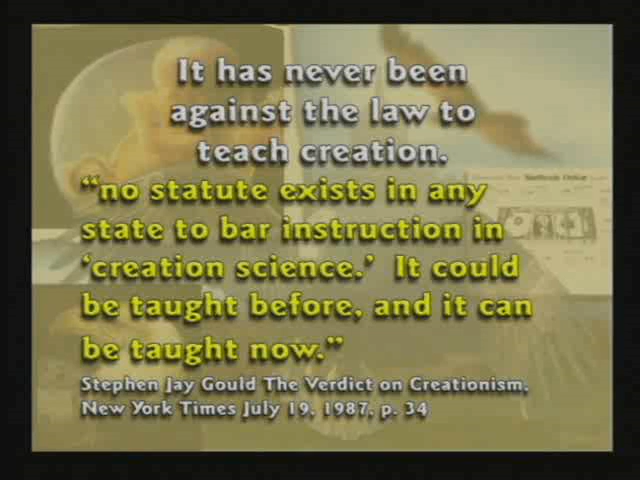 It has never been
against the law to
teach creation.
“no statute exists in any
state to bar instruction in
‘creation science.’ It could
be taught before, and it can
be taught now.”
Stephen Jay Gould The Verdict on Creationism,
New York Times July 19, 1987, p. 34